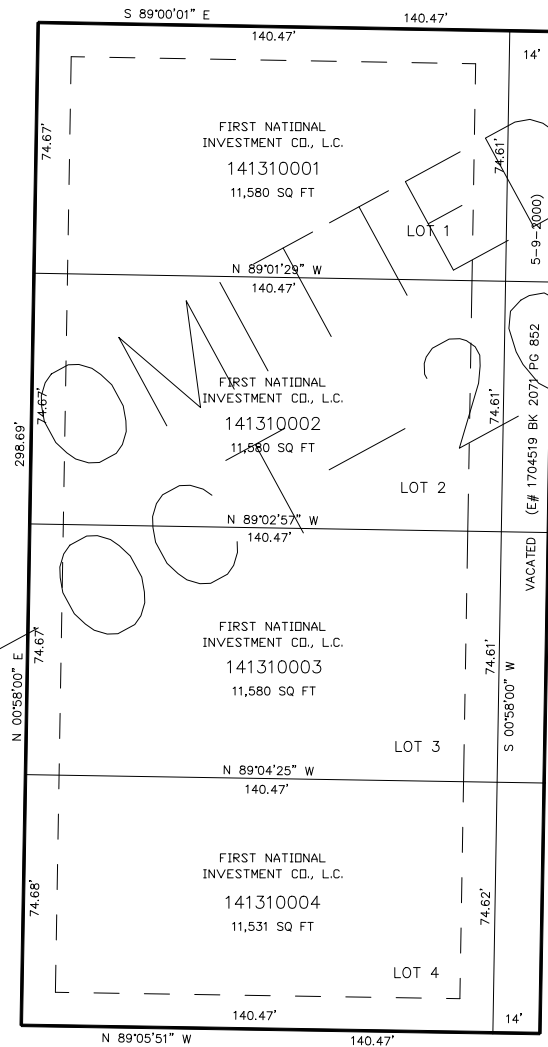 S 89°00'01" E 140.47'
140.47' 14'
74.67'
FIRST NATIONAL
INVESTMENT CO., L.C.
141310001
11,580 SQ FT
74.61'
LOT 1
N 89°01'29" W
140.47'
74.67'
FIRST NATIONAL
INVESTMENT CO., L.C.
141310002
11,580 SQ FT
74.61'
LOT 2
N 89°02'57" W
140.47'
74.67'
FIRST NATIONAL
INVESTMENT CO., L.C.
141310003
11,580 SQ FT
74.61'
LOT 3
N 89°04'25" W
140.47'
74.68'
FIRST NATIONAL
INVESTMENT CO., L.C.
141310004
11,531 SQ FT
74.62'
LOT 4
140.47' 14'
N 89°05'51" W 140.47'
298.69'
N 00°58'00" E
S 00°58'00" W
VACATED (E# 1704519 BK 2071 PG 852 5-9-2000)
OMITTED
OCT 2